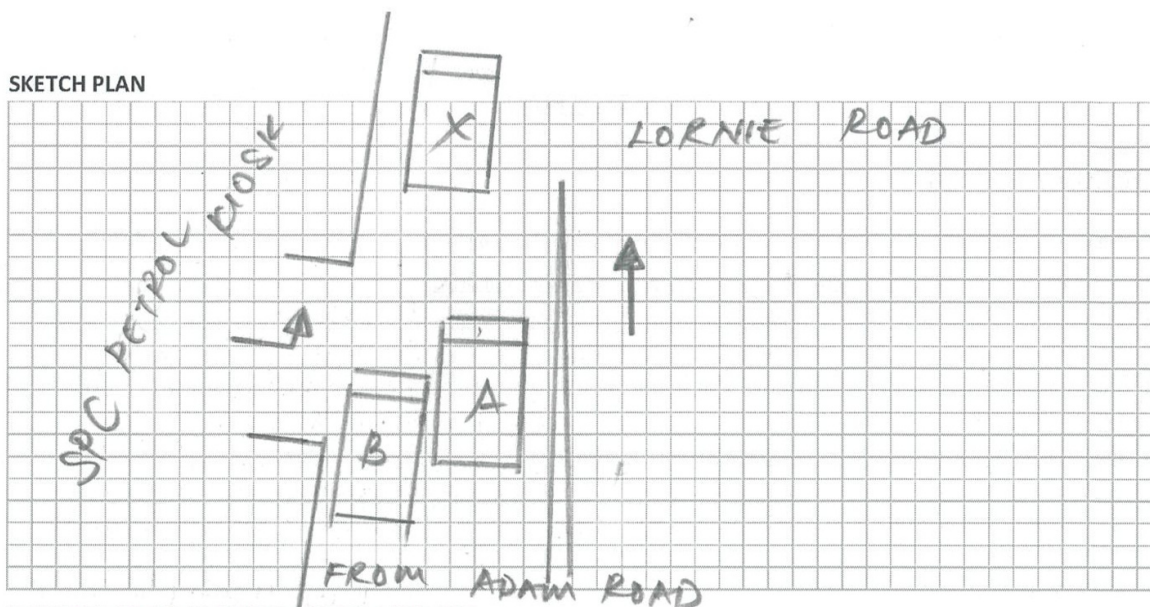 SKETCH PLAN
X
LORNIE ROAD
SPC PETROL KIOSK
A
B
FROM ADAM ROAD